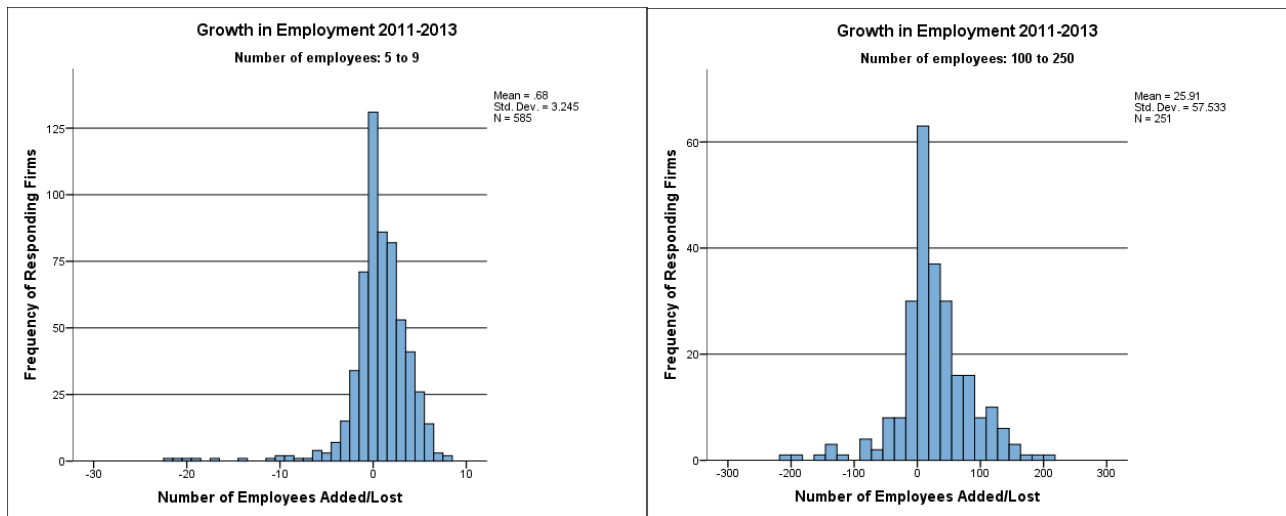 Growth in Employment 2011-2013
Number of employees: 5 to 9
Mean = .68
Std. Dev. = 3.245
N = 585
125
100
75
50
25
0
Frequency of Responding Firms
-30
-20
-10
0
10
Number of Employees Added/Lost
Growth in Employment 2011-2013
Number of employees: 100 to 250
Mean = 25.91
Std. Dev. = 57.533
N = 251
60
40
20
0
Frequency of Responding Firms
-300
-200
-100
0
100
200
300
Number of Employees Added/Lost